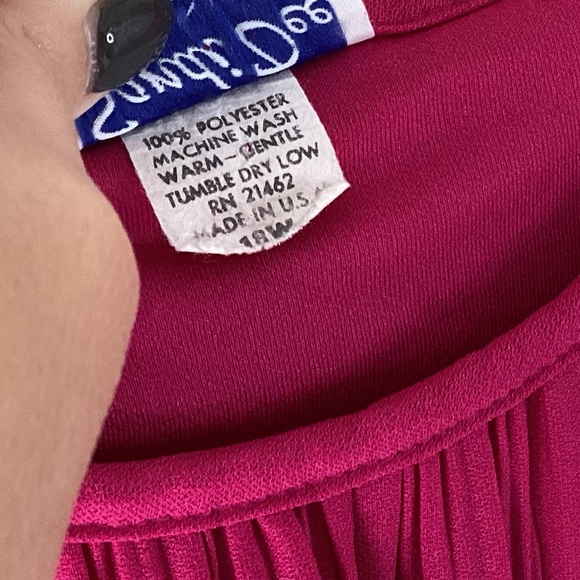 100% POLYESTER
MACHINE WASH
WARM-GENTLE
TUMBLE DRY LOW
RN 21462
MADE IN U.S.A
18W